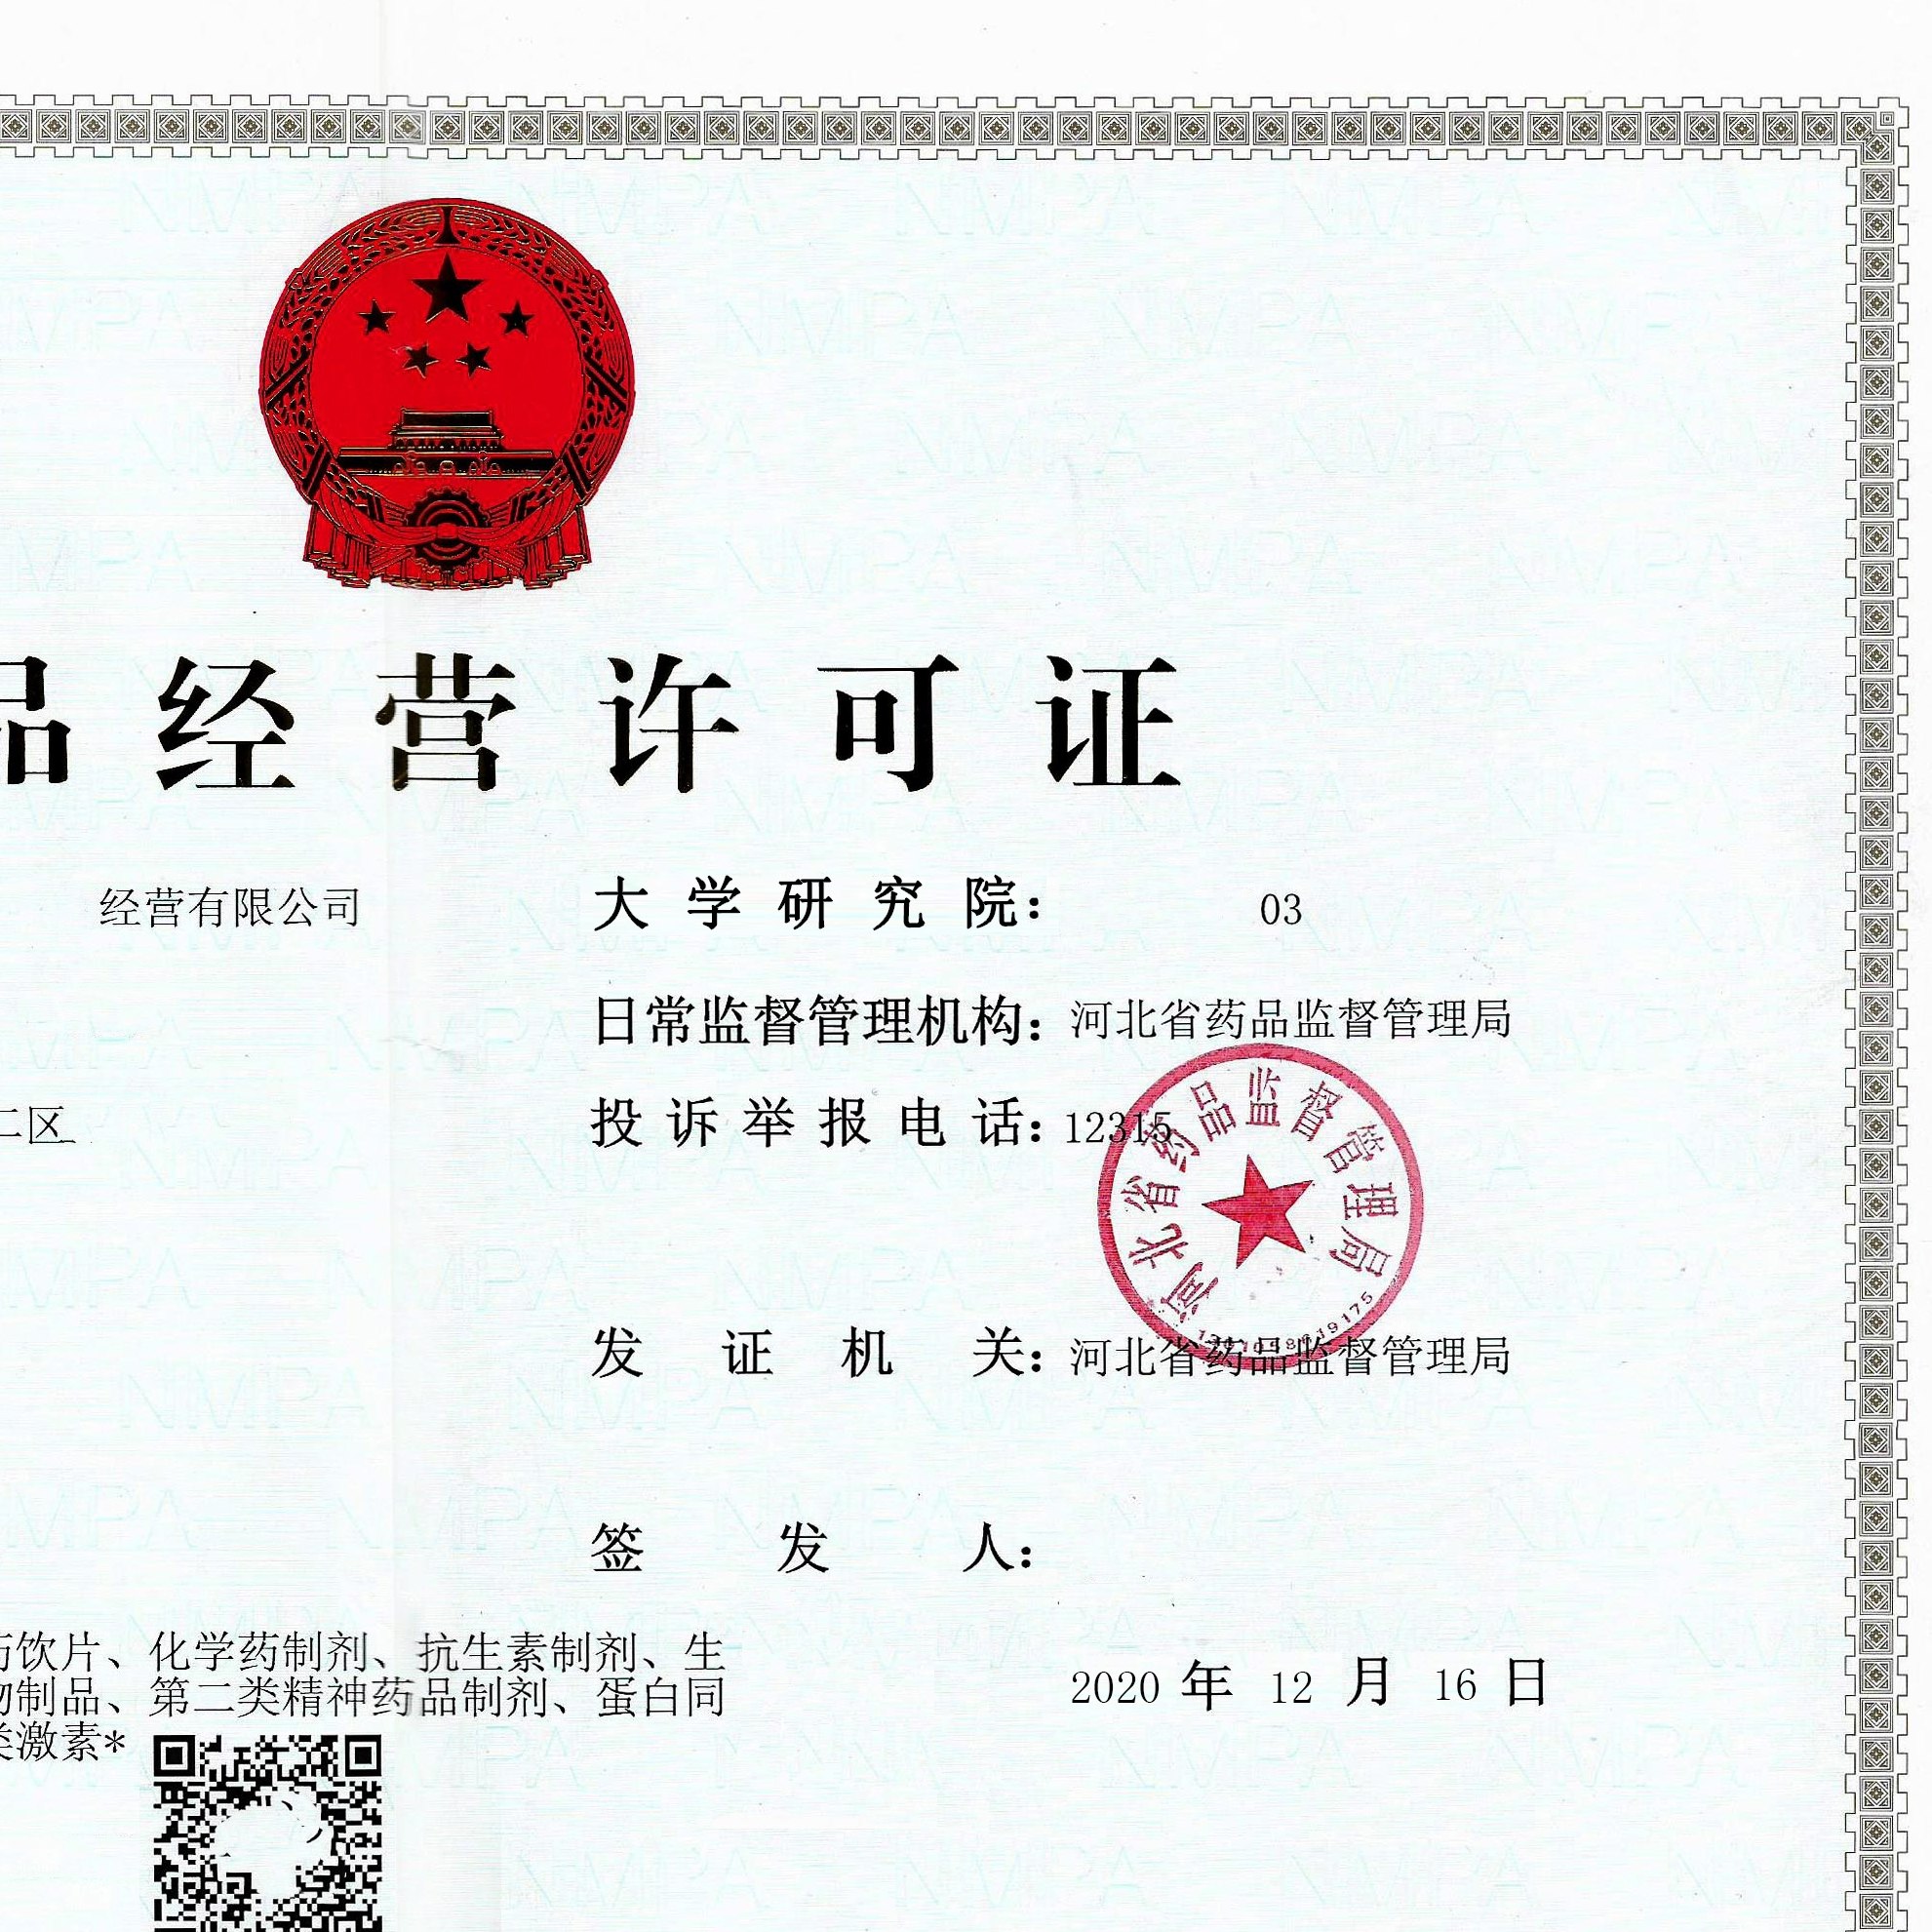 品经营许可证
经营有限公司
大学研究院：03
日常监督管理机构：河北省药品监督管理局
二区
投诉举报电话：12315
河北省药品监督管理局
发证机关：河北省药品监督管理局
签发人：
药饮片、化学药制剂、抗生素制剂、生
物制品、第二类精神药品制剂、蛋白同
类激素*
2020 年 12 月 16 日